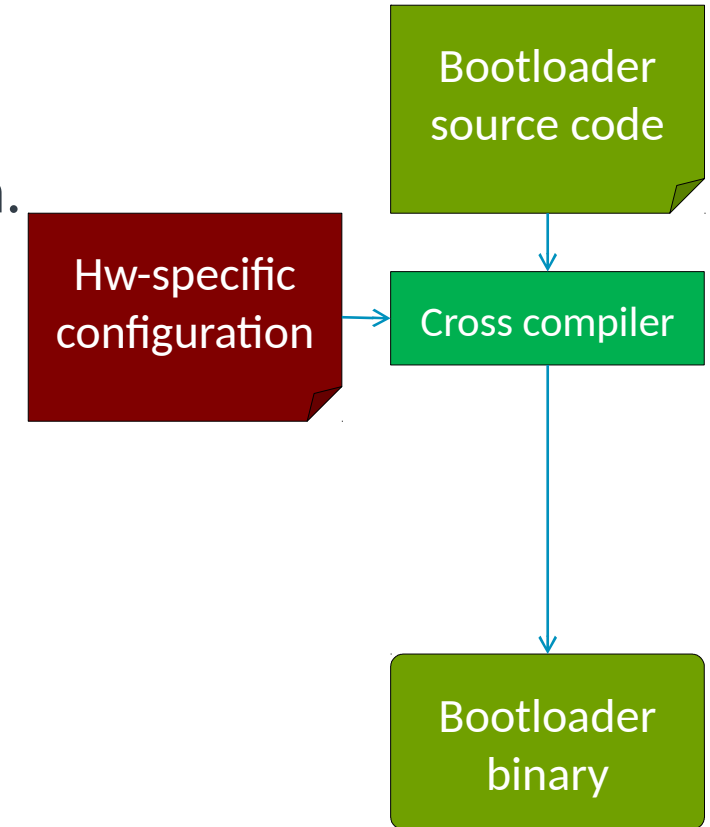 Bootloader
source code
Hw-specific
configuration
Cross compiler
Bootloader
binary